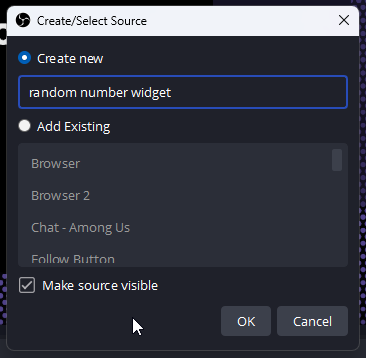 Create/Select Source
Create new
random number widget
Add Existing
Browser
Browser 2
Chat - Among Us
Follow Button
Make source visible
OK
Cancel